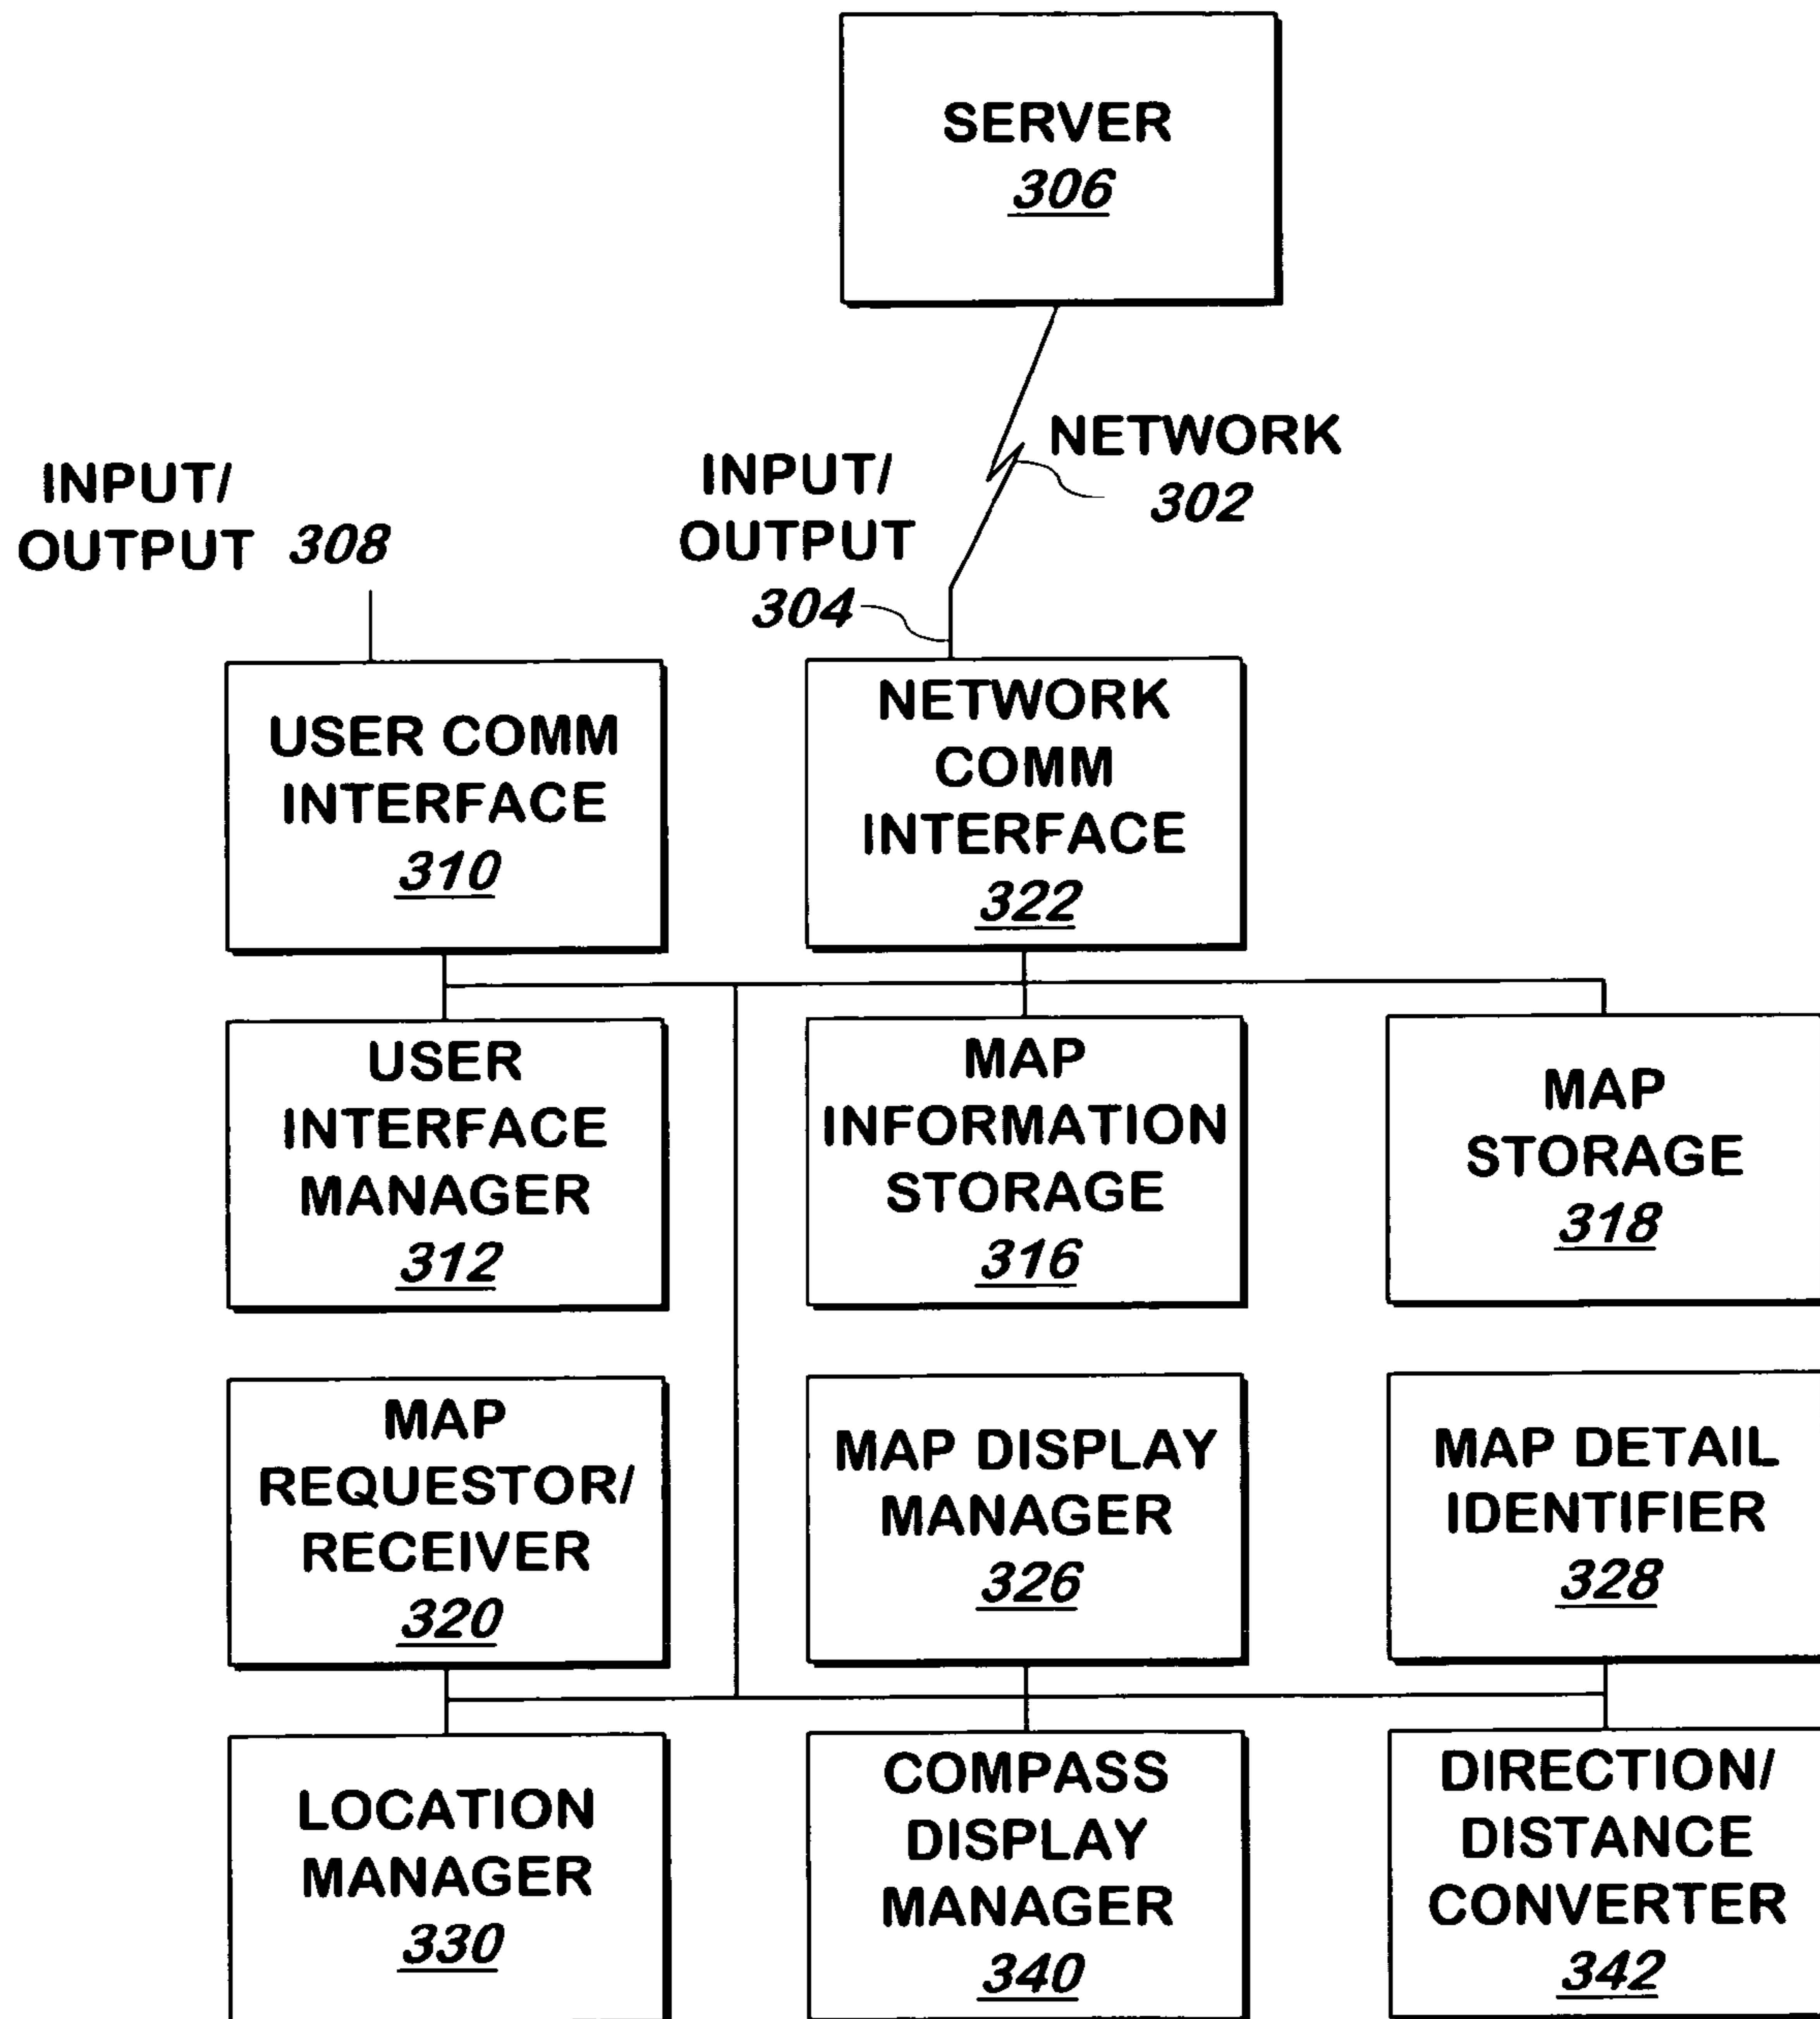 SERVER
306
NETWORK
302
INPUT/
OUTPUT 308
INPUT/
OUTPUT
304
USER COMM
INTERFACE
310
NETWORK
COMM
INTERFACE
322
USER
INTERFACE
MANAGER
312
MAP
INFORMATION
STORAGE
316
MAP
STORAGE
318
MAP
REQUESTOR/
RECEIVER
320
MAP DISPLAY
MANAGER
326
MAP DETAIL
IDENTIFIER
328
LOCATION
MANAGER
330
COMPASS
DISPLAY
MANAGER
340
DIRECTION/
DISTANCE
CONVERTER
342